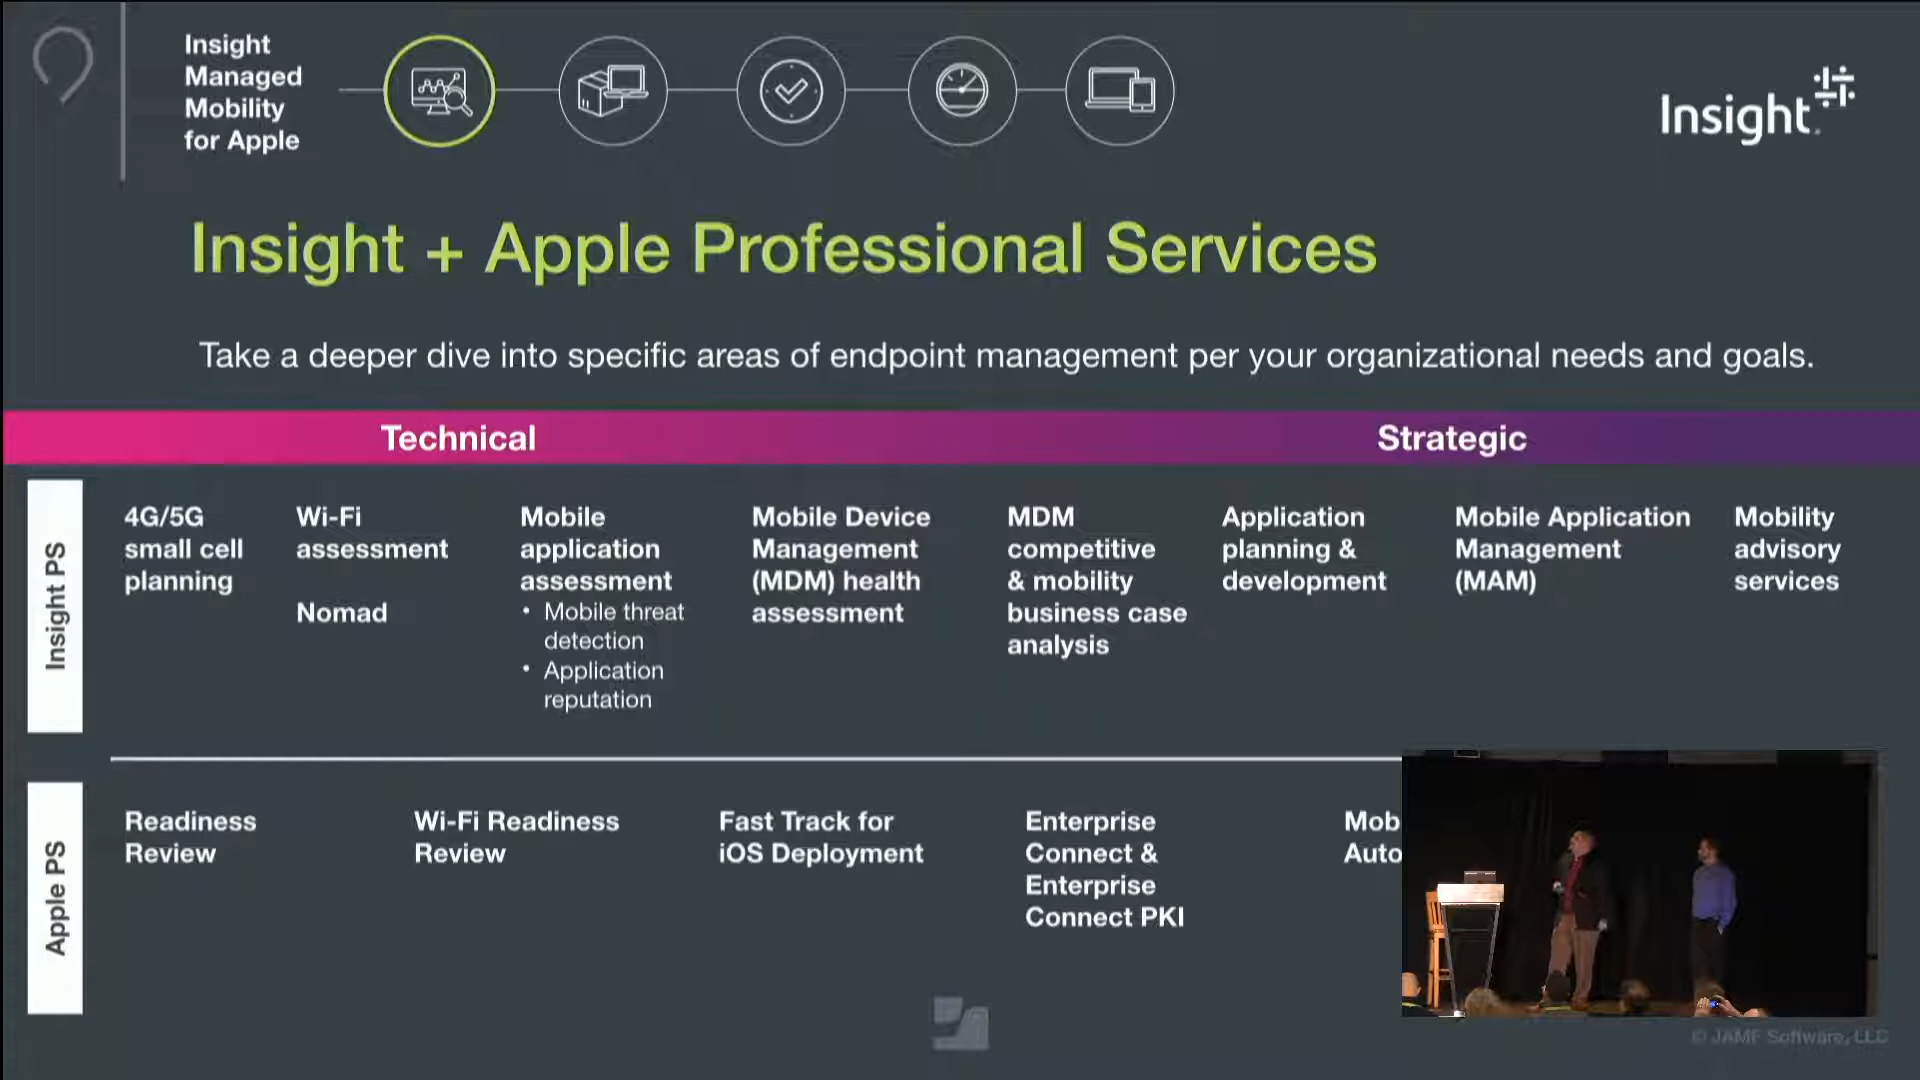 Insight
Managed
Mobility
for Apple
Insight
Insight + Apple Professional Services
Take a deeper dive into specific areas of endpoint management per your organizational needs and goals.
Technical
Strategic
Insight PS
4G/5G
small cell
planning
Wi-Fi
assessment
Nomad
Mobile
application
assessment
• Mobile threat
detection
• Application
reputation
Mobile Device
Management
(MDM) health
assessment
MDM
competitive
& mobility
business case
analysis
Application
planning &
development
Mobile Application
Management
(MAM)
Mobility
advisory
services
Apple PS
Readiness
Review
Wi-Fi Readiness
Review
Fast Track for
iOS Deployment
Enterprise
Connect &
Enterprise
Connect PKI
Mob
Auto
© JAMF Software, LLC